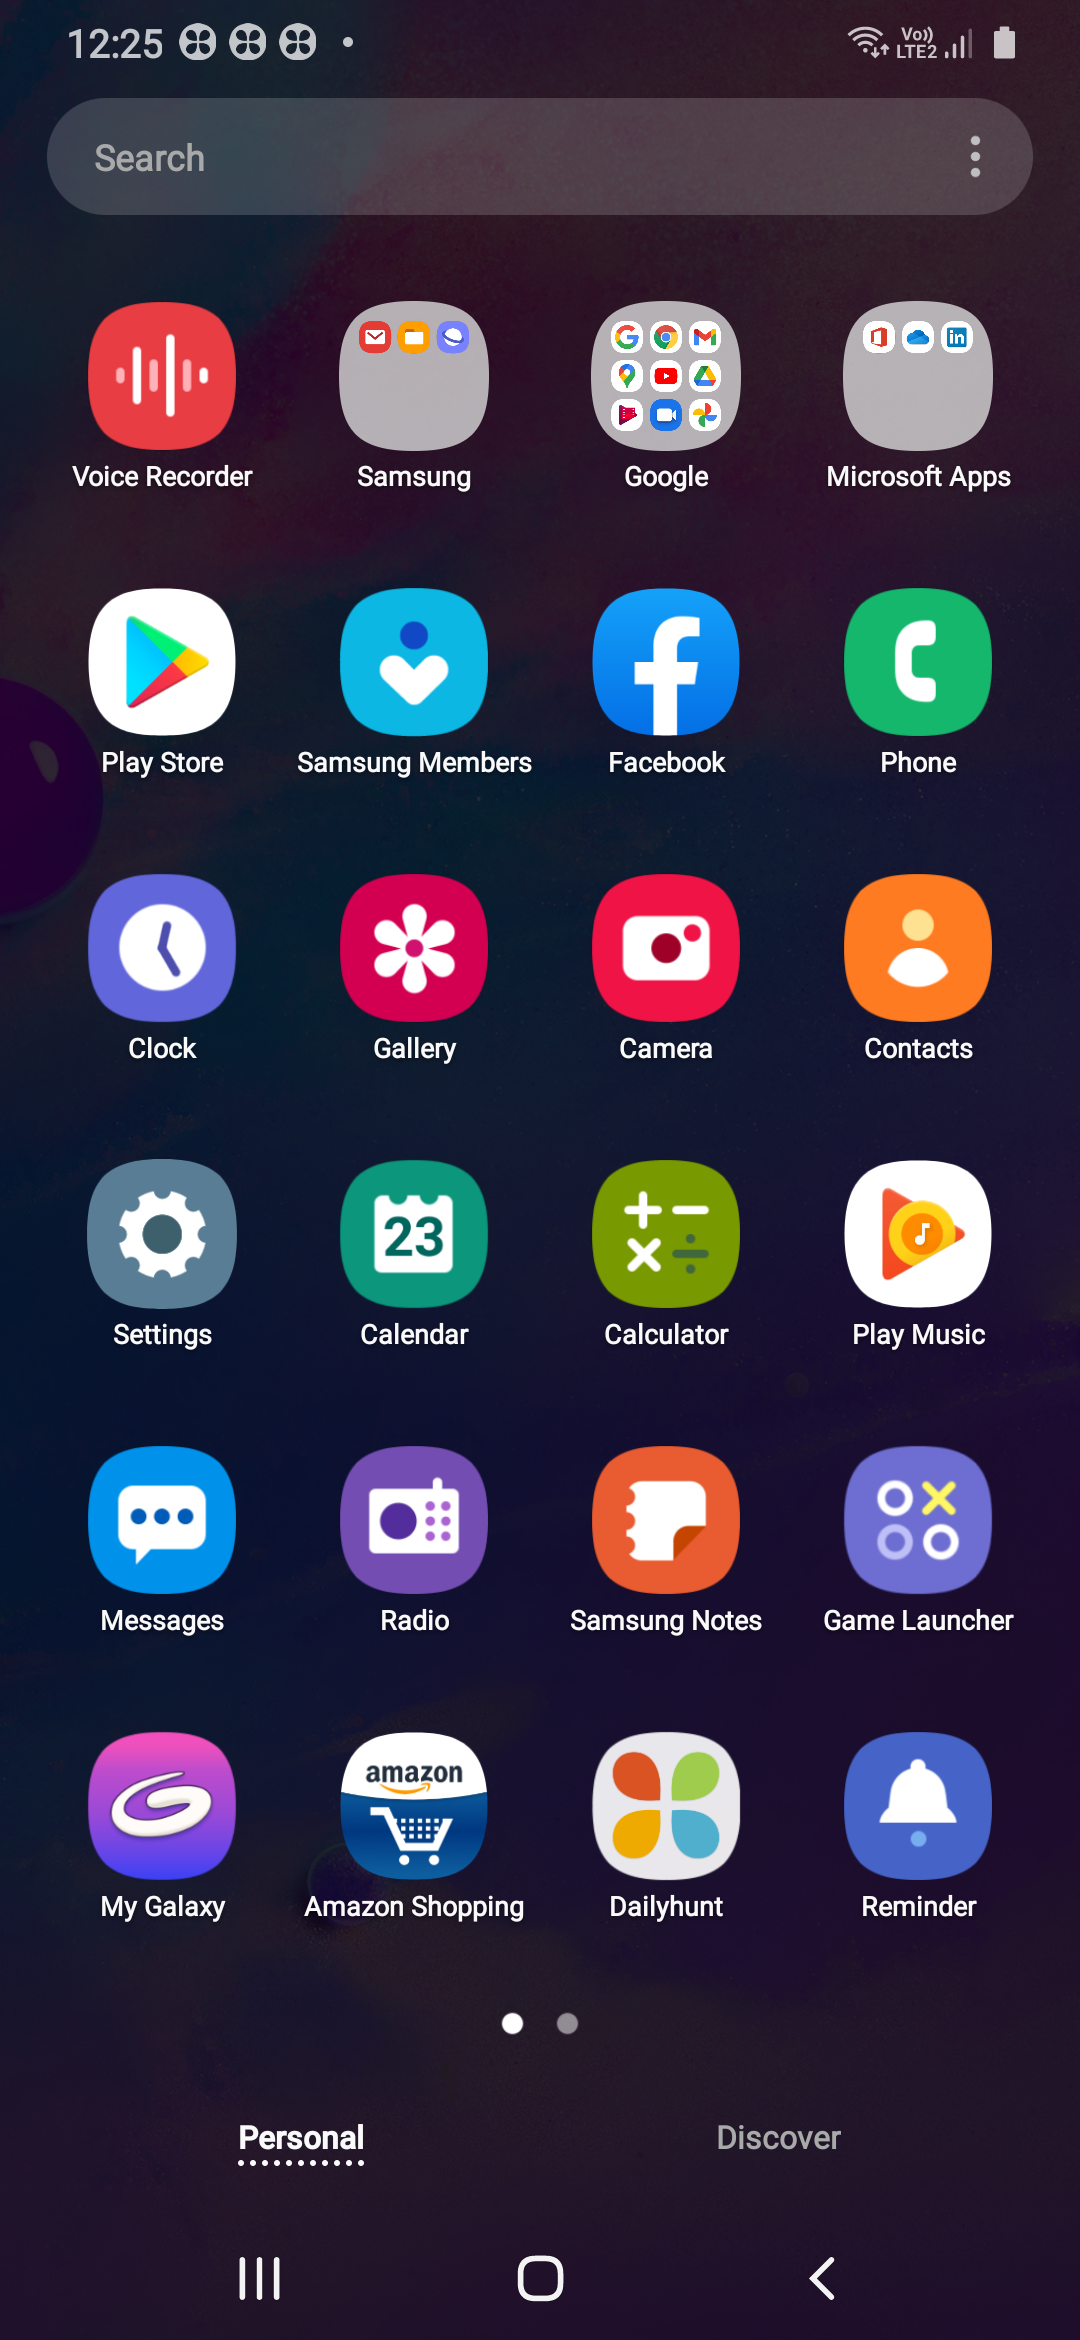 12:25 Vo)) LTE2
Search
Voice Recorder Samsung Google Microsoft Apps
Play Store Samsung Members Facebook Phone
Clock Gallery Camera Contacts
23
Settings Calendar Calculator Play Music
Messages Radio Samsung Notes Game Launcher
amazon
My Galaxy Amazon Shopping Dailyhunt Reminder
Personal Discover